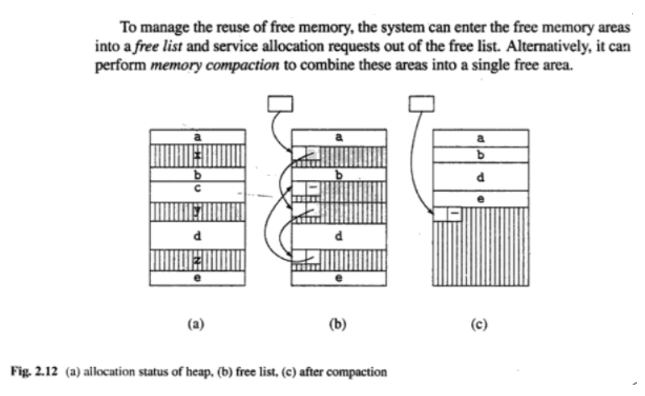 To manage the reuse of free memory, the system can enter the free memory areas
into a free list and service allocation requests out of the free list. Alternatively, it can
perform memory compaction to combine these areas into a single free area.
a
x
b
c
y
d
z
e
(a)
a
b
d
e
(b)
a
b
d
e
(c)
Fig. 2.12 (a) allocation status of heap, (b) free list, (c) after compaction